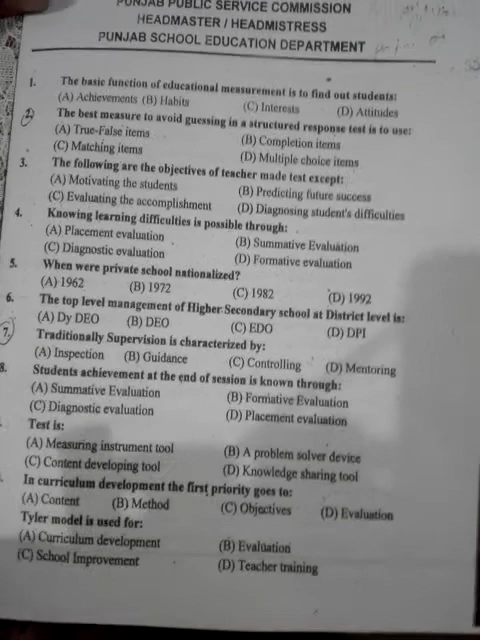 PUNJAB PUBLIC SERVICE COMMISSION
HEADMASTER / HEADMISTRESS
PUNJAB SCHOOL EDUCATION DEPARTMENT
1. The basic function of educational measurement is to find out students:
(A) Achievements (B) Habits (C) Interests (D) Attitudes
2. The best measure to avoid guessing in a structured response test is to use:
(A) True-False items (B) Completion items
(C) Matching items (D) Multiple choice items
3. The following are the objectives of teacher made test except:
(A) Motivating the students (B) Predicting future success
(C) Evaluating the accomplishment (D) Diagnosing student's difficulties
4. Knowing learning difficulties is possible through:
(A) Placement evaluation (B) Summative Evaluation
(C) Diagnostic evaluation (D) Formative evaluation
5. When were private school nationalized?
(A) 1962 (B) 1972 (C) 1982 (D) 1992
6. The top level management of Higher Secondary school at District level is:
(A) Dy DEO (B) DEO (C) EDO (D) DPI
7. Traditionally Supervision is characterized by:
(A) Inspection (B) Guidance (C) Controlling (D) Mentoring
8. Students achievement at the end of session is known through:
(A) Summative Evaluation (B) Formative Evaluation
(C) Diagnostic evaluation (D) Placement evaluation
Test is:
(A) Measuring instrument tool (B) A problem solver device
(C) Content developing tool (D) Knowledge sharing tool
In curriculum development the first priority goes to:
(A) Content (B) Method (C) Objectives (D) Evaluation
Tyler model is used for:
(A) Curriculum development (B) Evaluation
(C) School Improvement (D) Teacher training